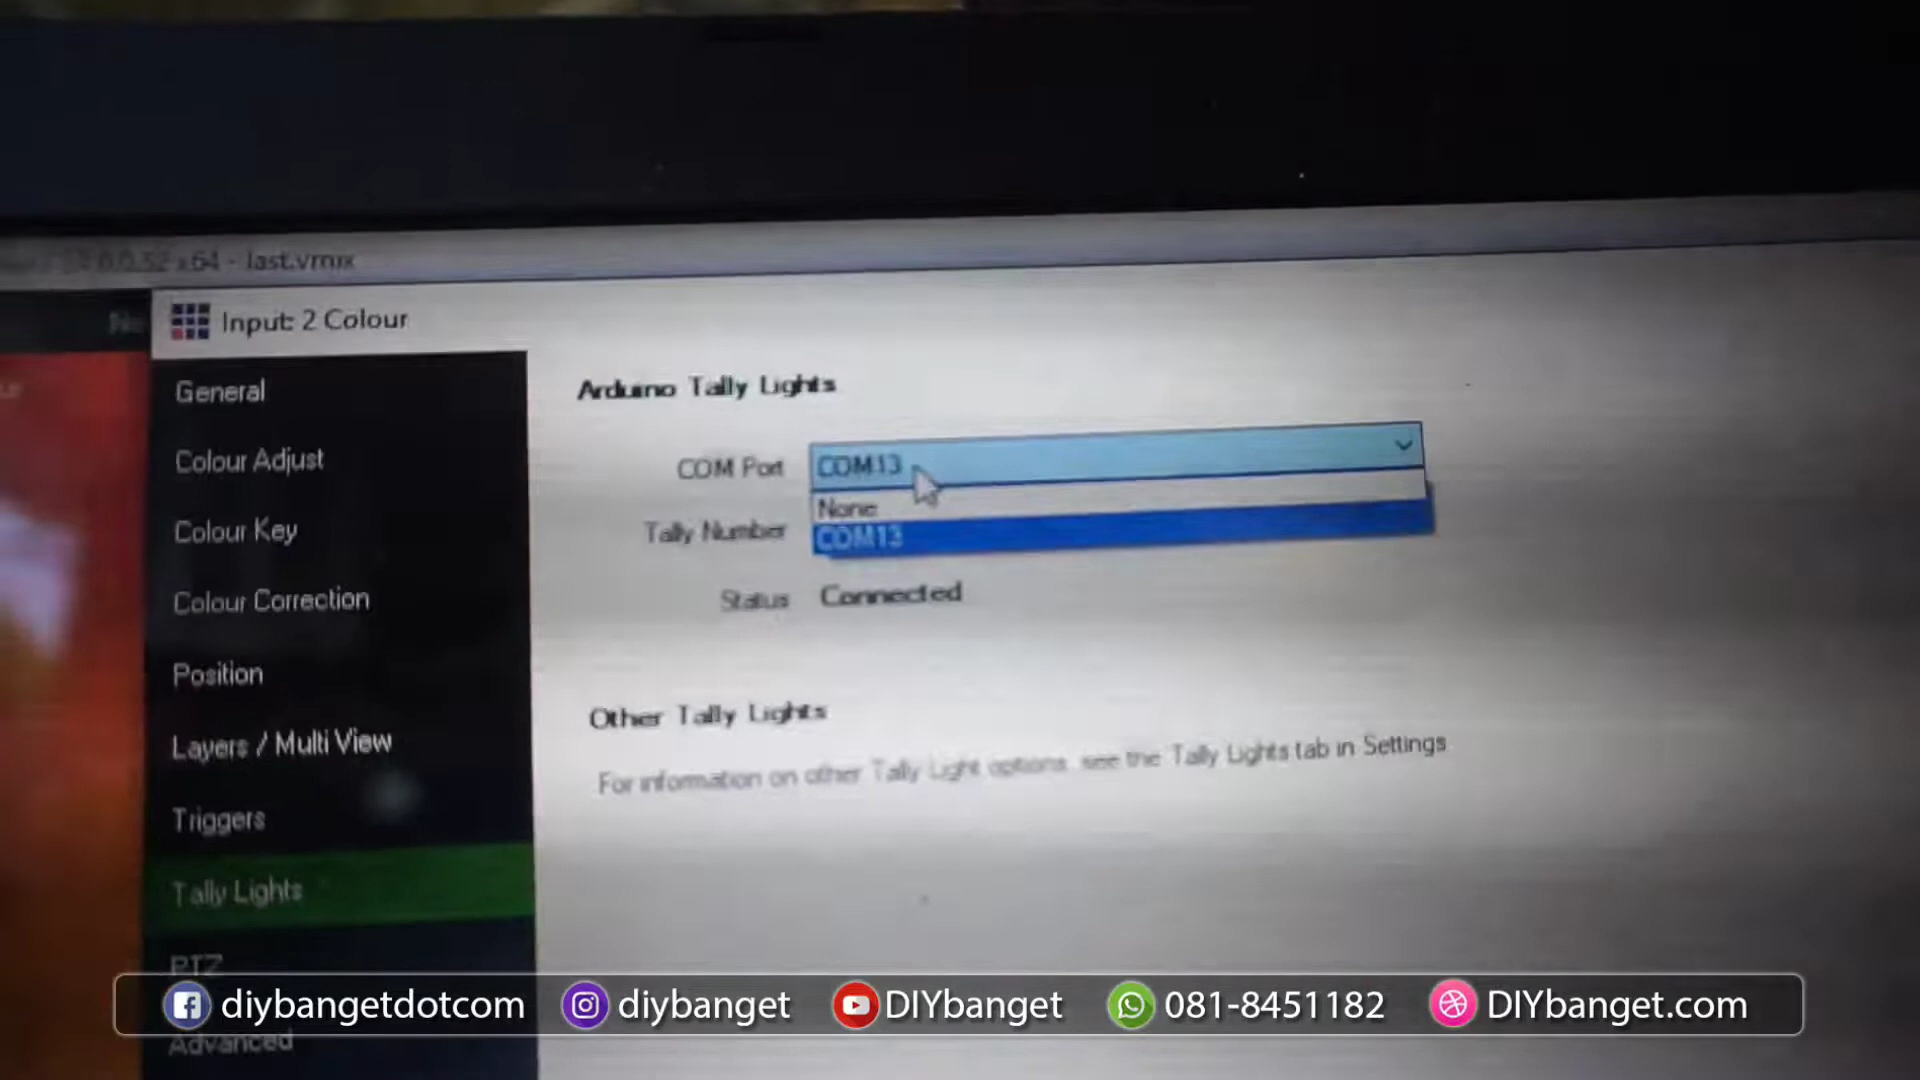 x64 - last.vmix
Input: 2 Colour
General
Colour Adjust
Colour Key
Colour Correction
Position
Layers / Multi View
Triggers
Tally Lights
PTZ
Advanced
Arduino Tally Lights
COM Port COM13
None
COM13
Tally Number
Status Connected
Other Tally Lights
For information on other Tally Light options, see the Tally Lights tab in Settings
diybangetdotcom diybanget DIYbanget 081-8451182 DIYbanget.com